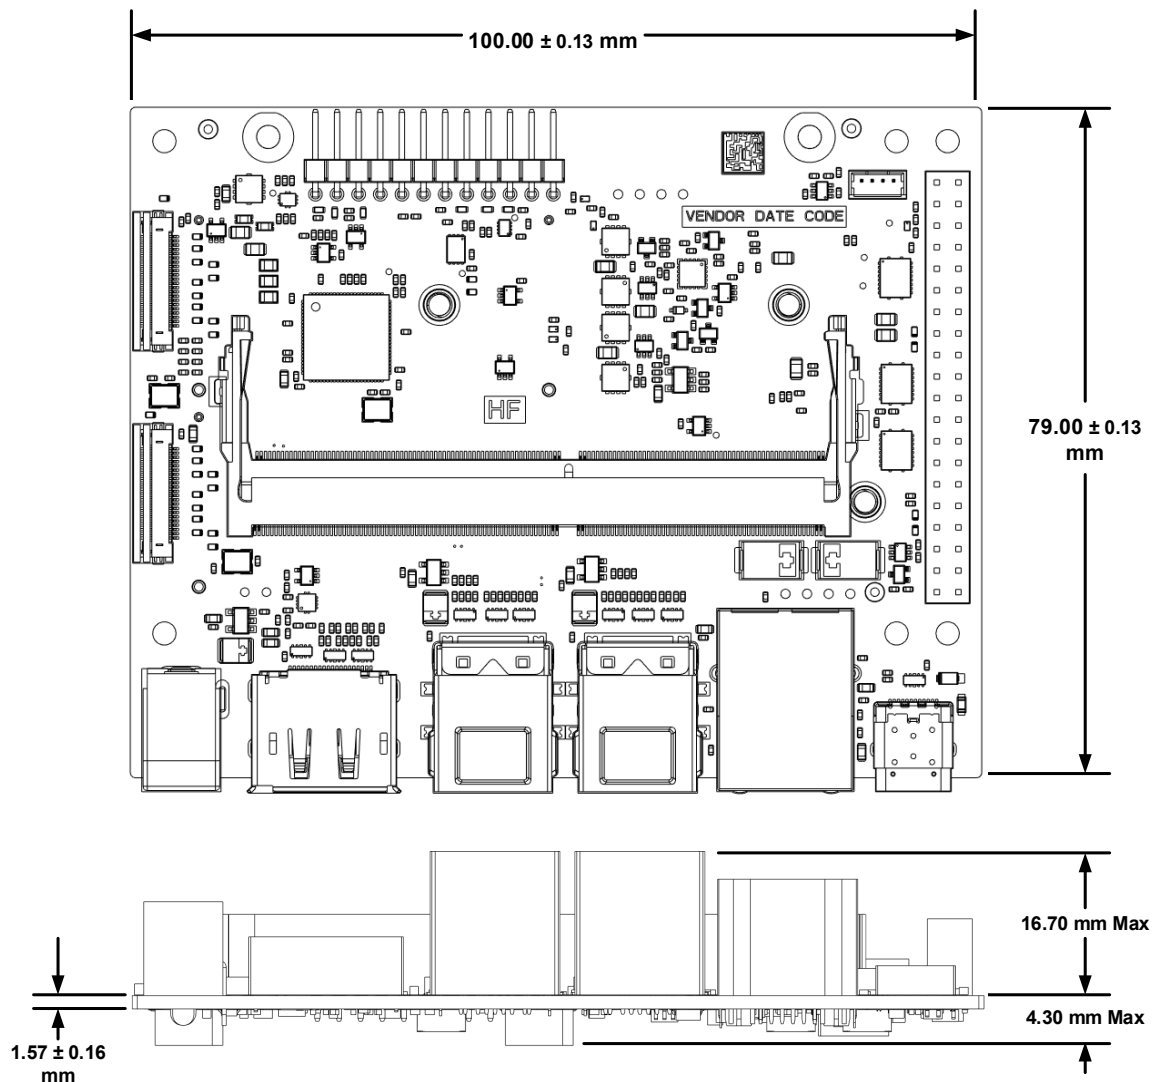 100.00 ± 0.13 mm
VENDOR DATE CODE
HF
79.00 ± 0.13
mm
16.70 mm Max
4.30 mm Max
1.57 ± 0.16
mm